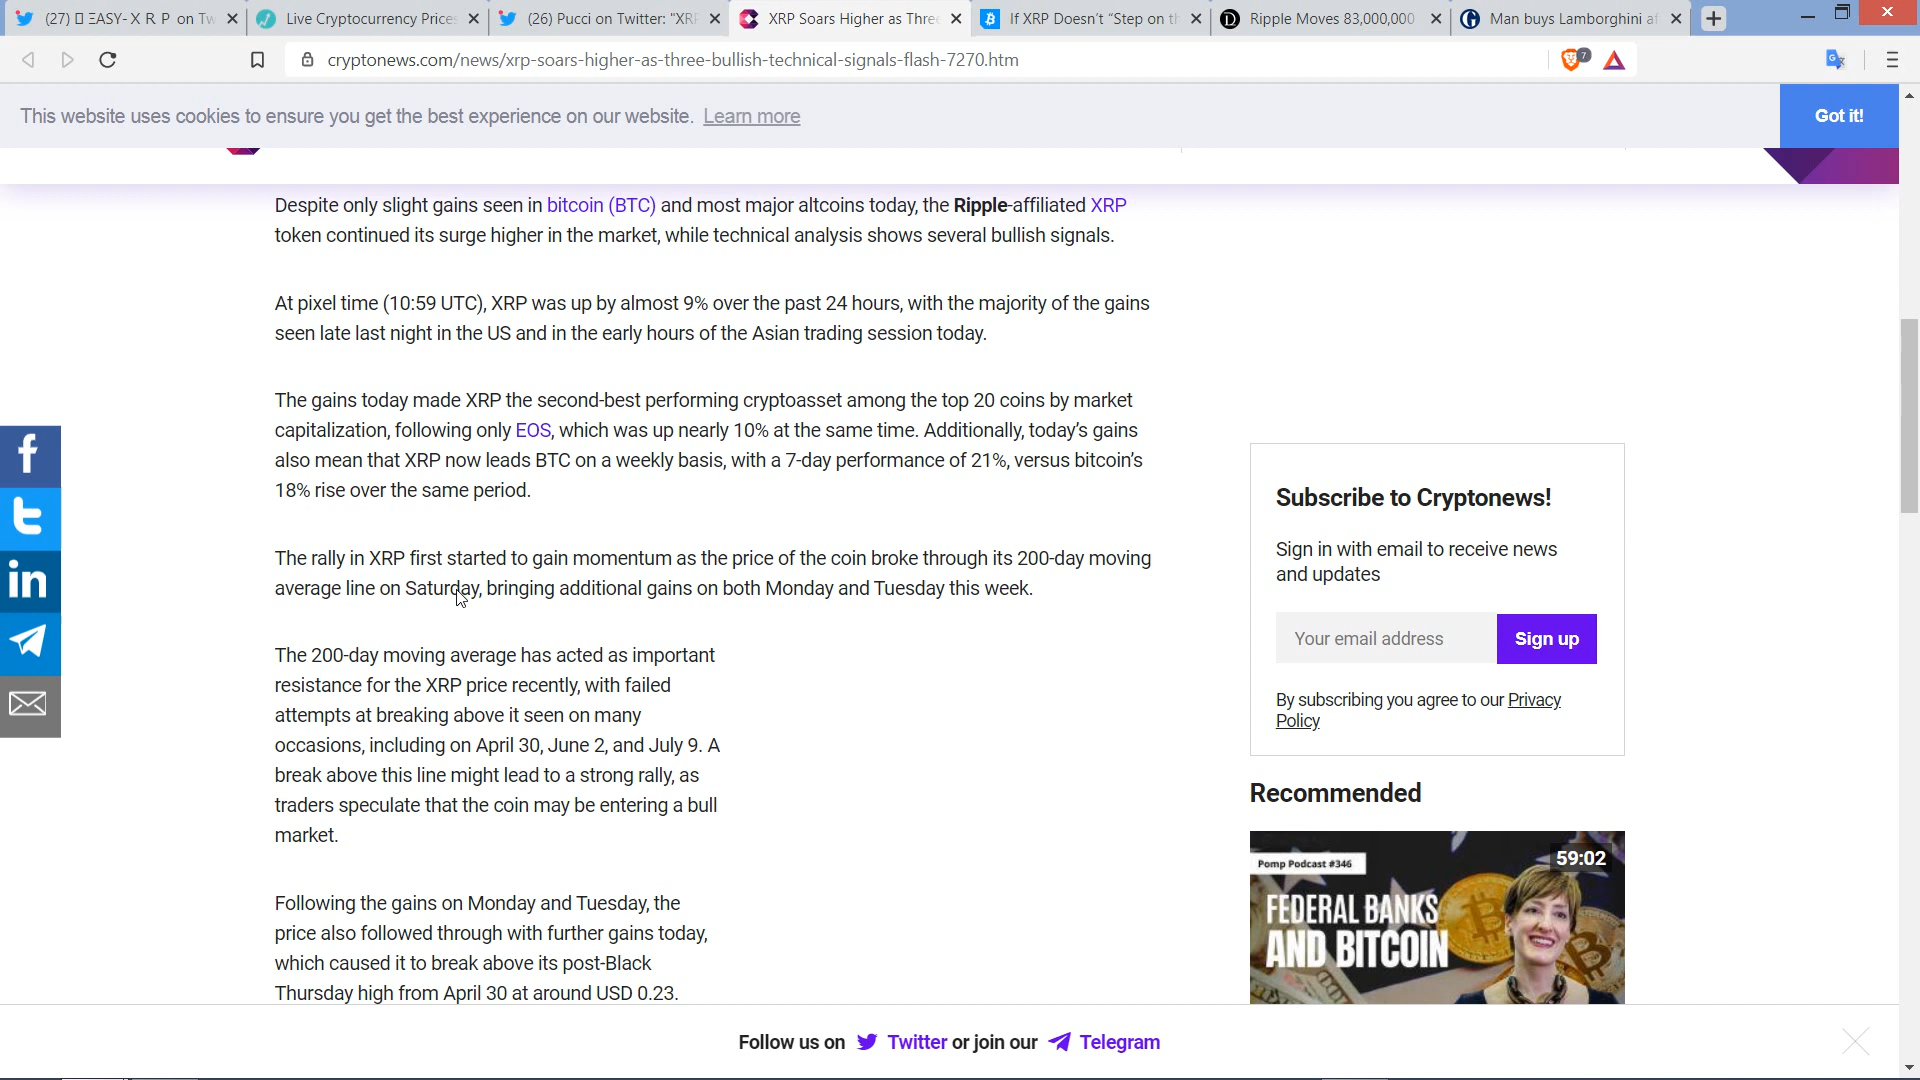 (27) 𝌆 ΞASY- X R P on Tw
Live Cryptocurrency Prices
(26) Pucci on Twitter: "XRP
XRP Soars Higher as Three
If XRP Doesn't "Step on th
Ripple Moves 83,000,000
Man buys Lamborghini af
cryptonews.com/news/xrp-soars-higher-as-three-bullish-technical-signals-flash-7270.htm
7
This website uses cookies to ensure you get the best experience on our website. Learn more
Got it!
Despite only slight gains seen in bitcoin (BTC) and most major altcoins today, the Ripple-affiliated XRP
token continued its surge higher in the market, while technical analysis shows several bullish signals.
At pixel time (10:59 UTC), XRP was up by almost 9% over the past 24 hours, with the majority of the gains
seen late last night in the US and in the early hours of the Asian trading session today.
The gains today made XRP the second-best performing cryptoasset among the top 20 coins by market
capitalization, following only EOS, which was up nearly 10% at the same time. Additionally, today's gains
also mean that XRP now leads BTC on a weekly basis, with a 7-day performance of 21%, versus bitcoin's
18% rise over the same period.
The rally in XRP first started to gain momentum as the price of the coin broke through its 200-day moving
average line on Saturday, bringing additional gains on both Monday and Tuesday this week.
The 200-day moving average has acted as important
resistance for the XRP price recently, with failed
attempts at breaking above it seen on many
occasions, including on April 30, June 2, and July 9. A
break above this line might lead to a strong rally, as
traders speculate that the coin may be entering a bull
market.
Following the gains on Monday and Tuesday, the
price also followed through with further gains today,
which caused it to break above its post-Black
Thursday high from April 30 at around USD 0.23.
Subscribe to Cryptonews!
Sign in with email to receive news
and updates
Your email address
Sign up
By subscribing you agree to our Privacy
Policy
Recommended
Pomp Podcast #346
59:02
FEDERAL BANKS
AND BITCOIN
Follow us on Twitter or join our Telegram